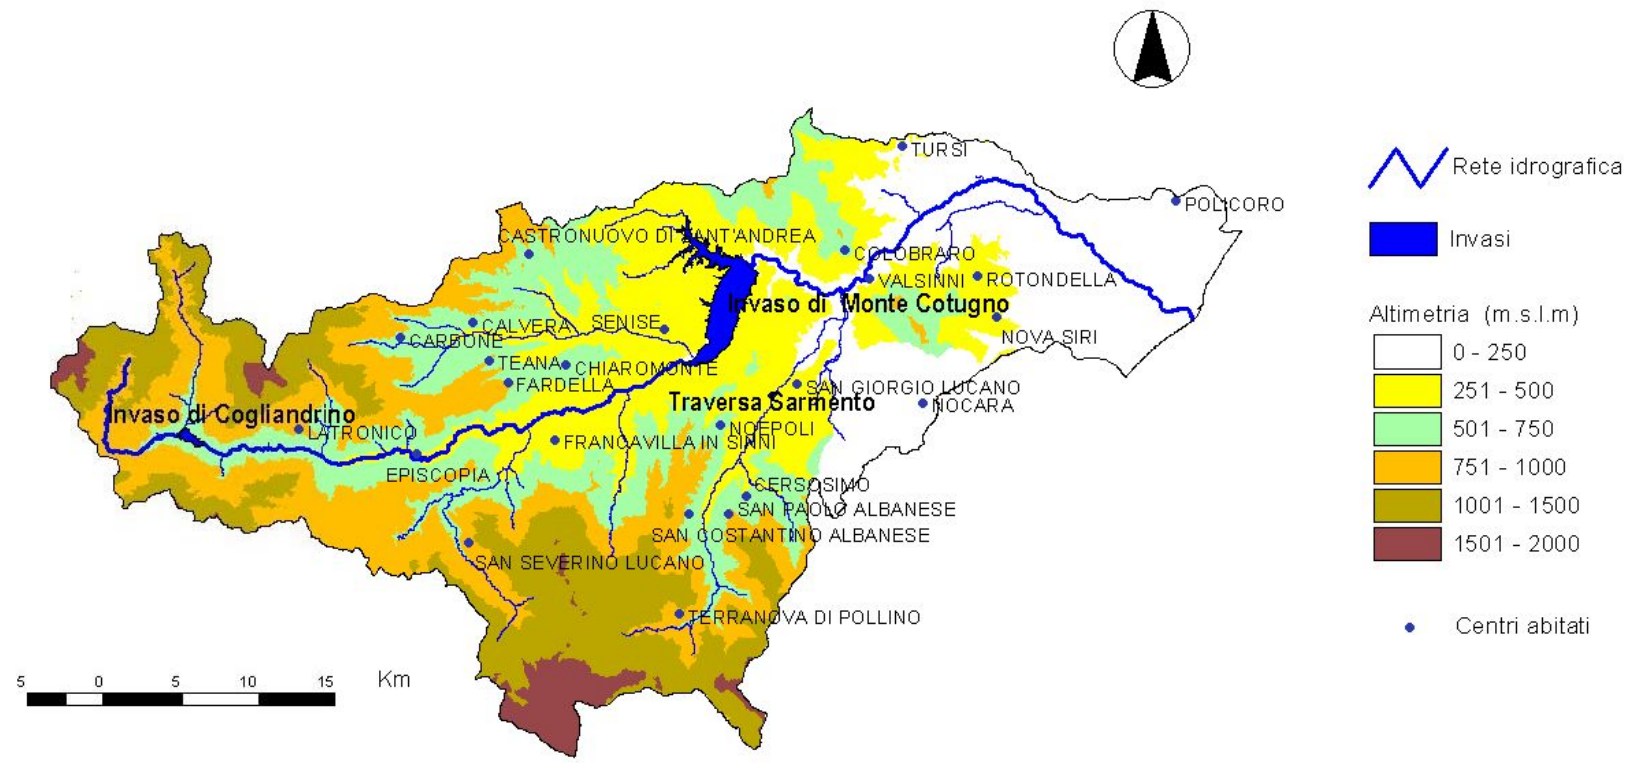 TURSI
POLICORO
CASTRONUOVO DI SANT'ANDREA
COLOBRARO
VALSINNI
ROTONDELLA
Invaso di Monte Cotugno
NOVA SIRI
CALVERA
SENISE
CARBONE
TEANA
CHIAROMONTE
FARDELLA
SAN GIORGIO LUCANO
Traversa Sarmento
NOCARA
Invaso di Cogliandrino
LATRONICO
NOEPOLI
FRANCAVILLA IN SINNI
EPISCOPIA
CERSOSIMO
SAN PAOLO ALBANESE
SAN COSTANTINO ALBANESE
SAN SEVERINO LUCANO
TERRANOVA DI POLLINO
5 0 5 10 15 Km
Rete idrografica
Invasi
Altimetria (m.s.l.m)
0 - 250
251 - 500
501 - 750
751 - 1000
1001 - 1500
1501 - 2000
Centri abitati